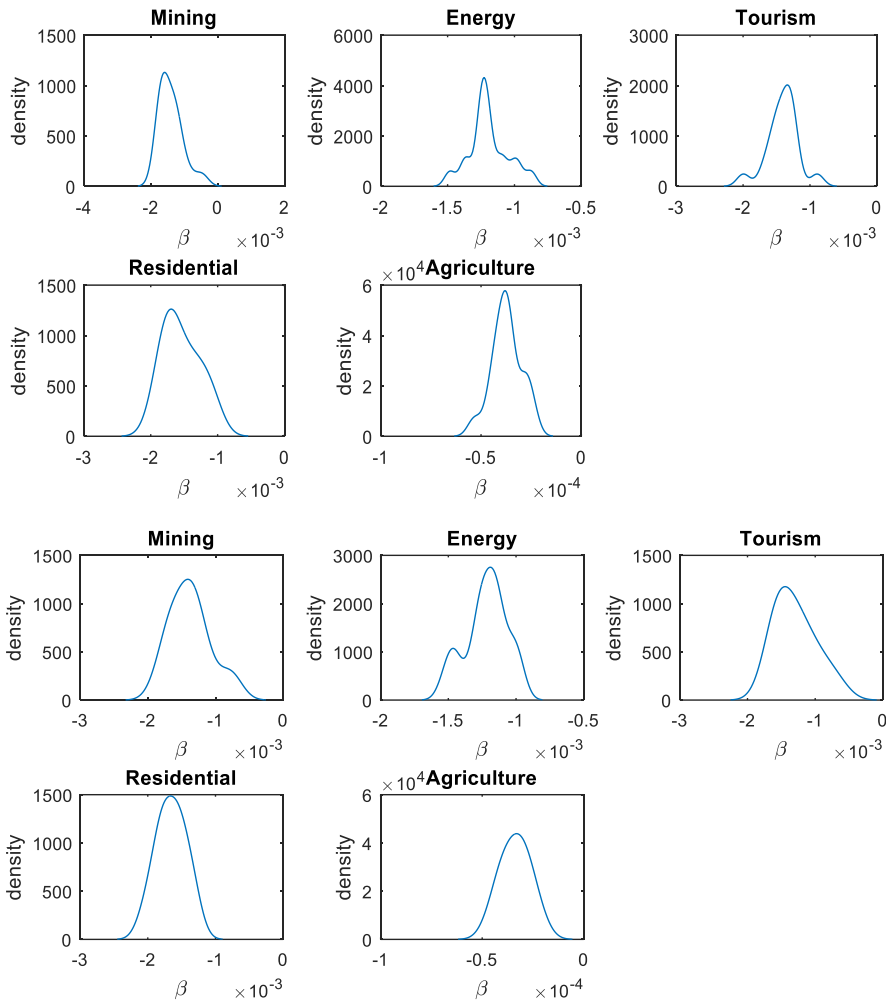 Mining
1500
1000
500
0
density
-4 -2 0 2
β ×10-3
Energy
6000
4000
2000
0
density
-2 -1.5 -1 -0.5
β ×10-3
Tourism
3000
2000
1000
0
density
-3 -2 -1 0
β ×10-3
Residential
1500
1000
500
0
density
-3 -2 -1 0
β ×10-3
×104 Agriculture
6
4
2
0
density
-1 -0.5 0
β ×10-4
Mining
1500
1000
500
0
density
-3 -2 -1 0
β ×10-3
Energy
3000
2000
1000
0
density
-2 -1.5 -1 -0.5
β ×10-3
Tourism
1500
1000
500
0
density
-3 -2 -1 0
β ×10-3
Residential
1500
1000
500
0
density
-3 -2 -1 0
β ×10-3
×104 Agriculture
6
4
2
0
density
-1 -0.5 0
β ×10-4